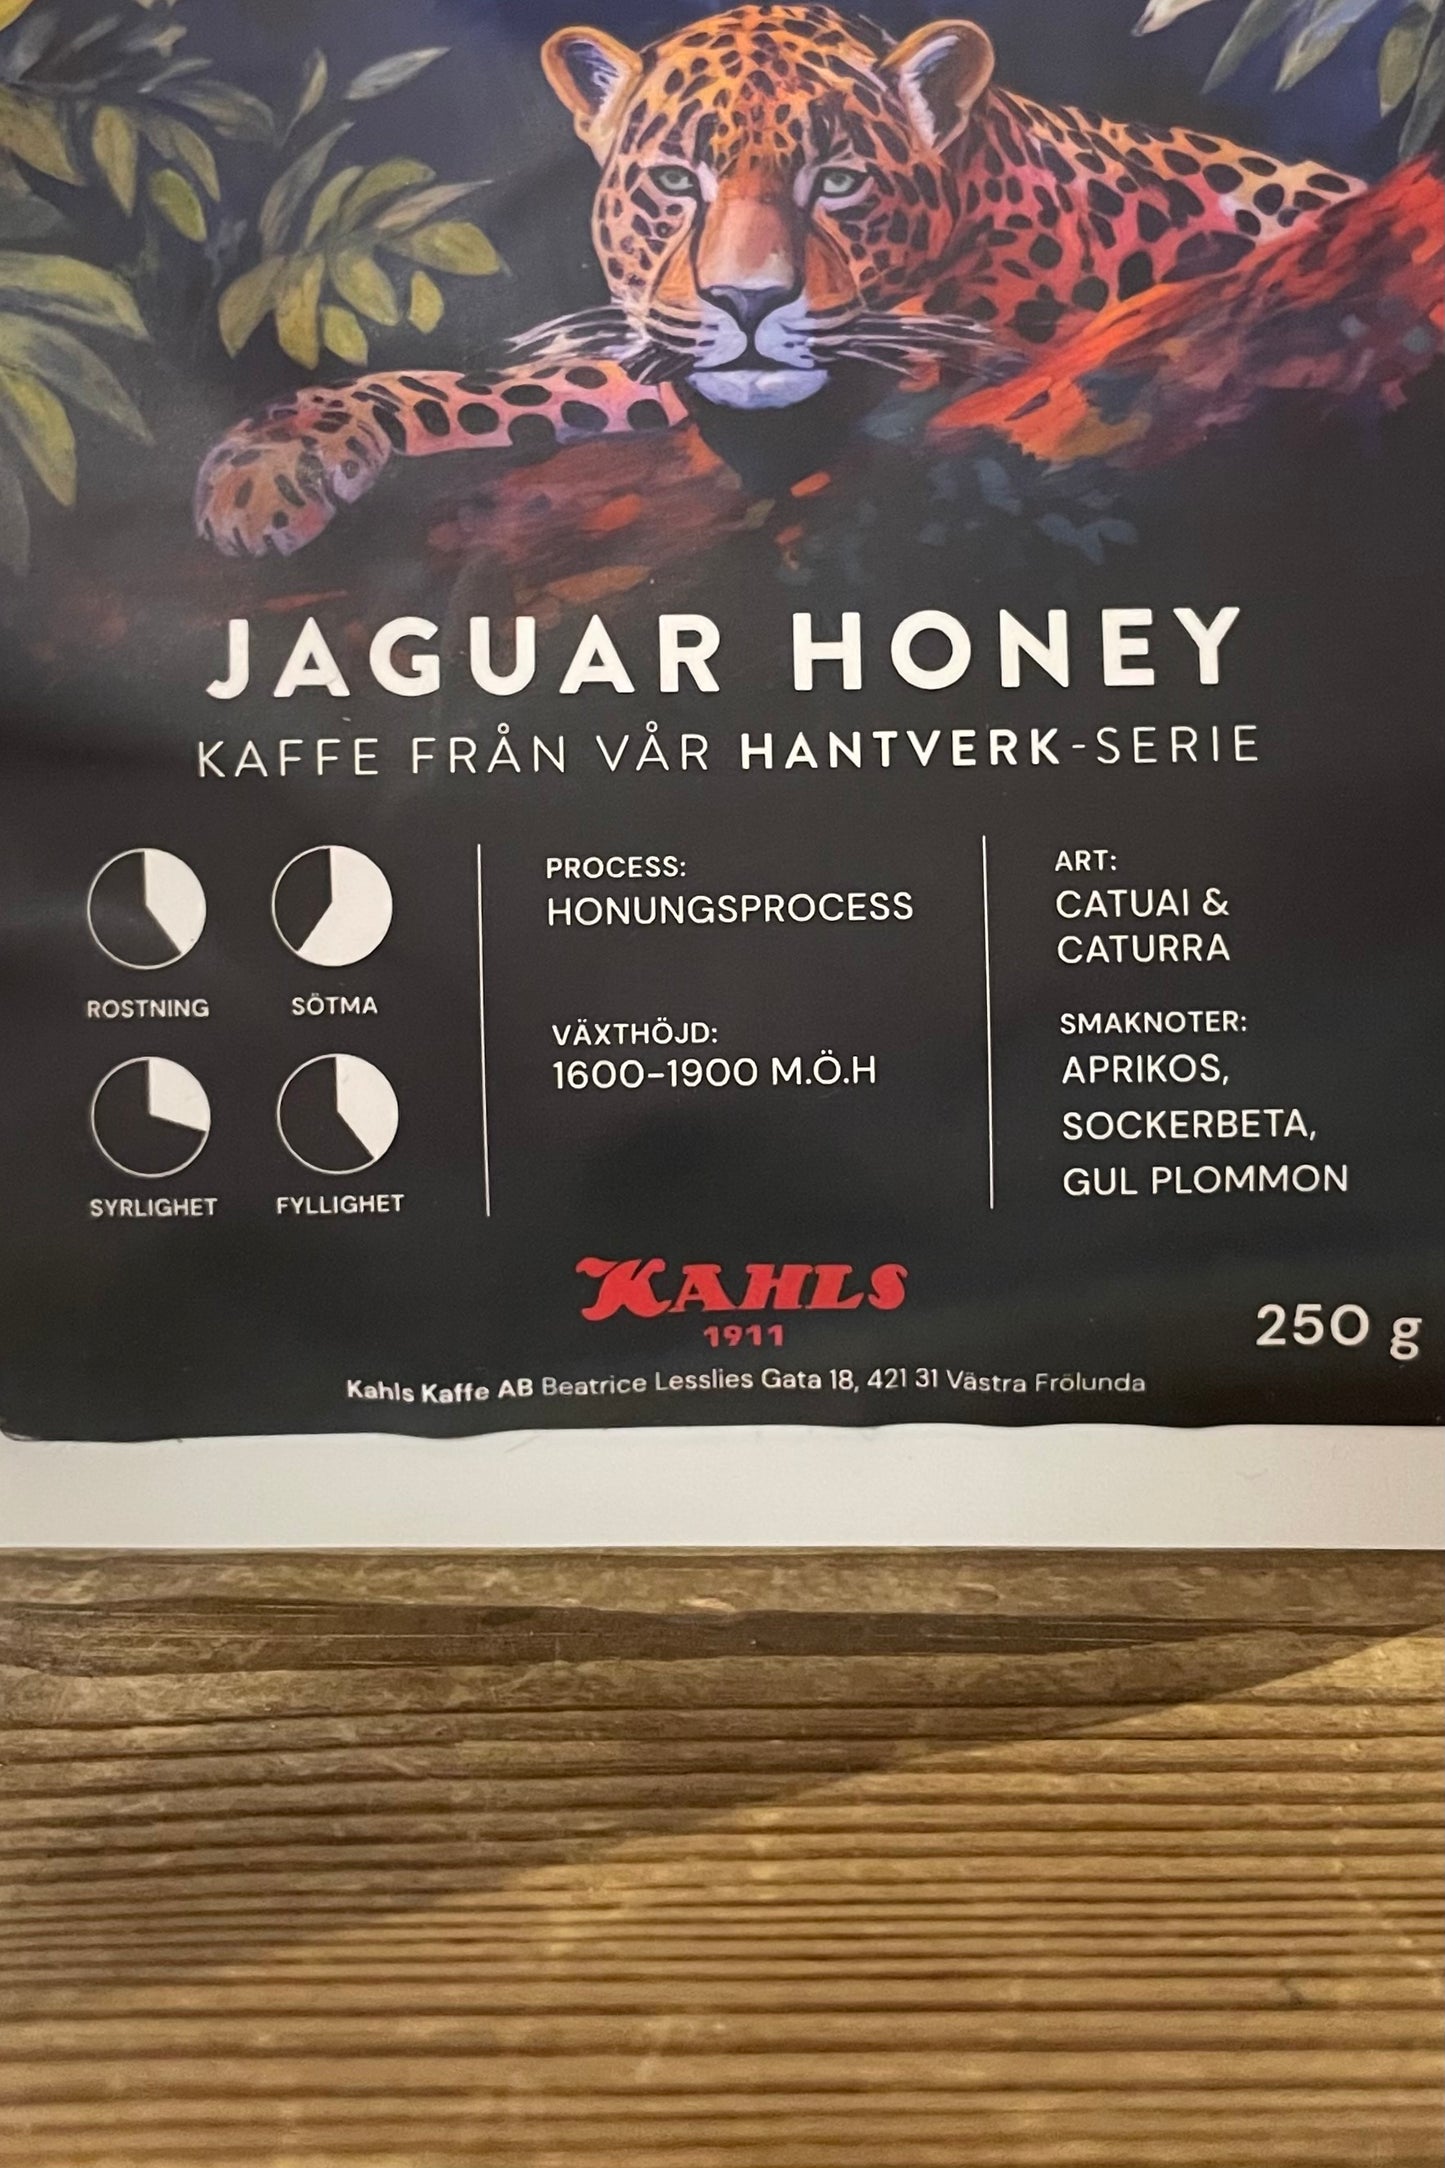 JAGUAR HONEY
KAFFE FRÅN VÅR HANTVERK-SERIE
ROSTNING
SÖTMA
SYRLIGHET
FYLLIGHET
PROCESS:
HONUNGSPROCESS
VÄXTHÖJD:
1600-1900 M.Ö.H
ART:
CATUAI &
CATURRA
SMAKNOTER:
APRIKOS,
SOCKERBETA,
GUL PLOMMON
KAHLS
1911
250 g
Kahls Kaffe AB Beatrice Lesslies Gata 18, 421 31 Västra Frölunda